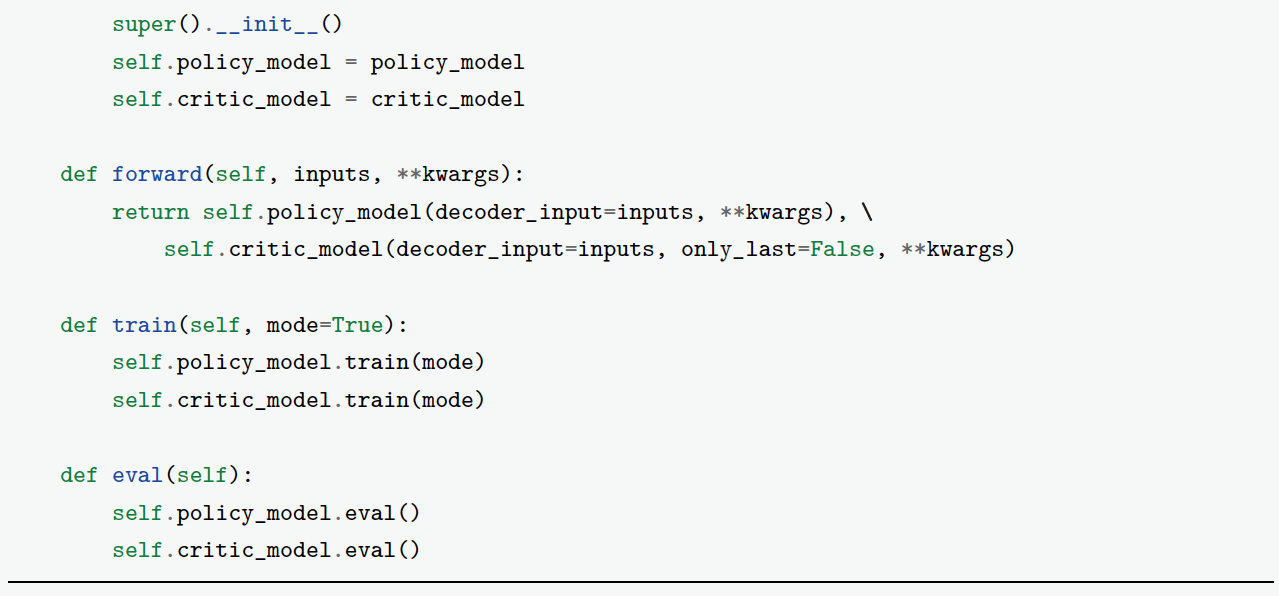 super().__init__()
        self.policy_model = policy_model
        self.critic_model = critic_model

    def forward(self, inputs, **kwargs):
        return self.policy_model(decoder_input=inputs, **kwargs), \
            self.critic_model(decoder_input=inputs, only_last=False, **kwargs)

    def train(self, mode=True):
        self.policy_model.train(mode)
        self.critic_model.train(mode)

    def eval(self):
        self.policy_model.eval()
        self.critic_model.eval()